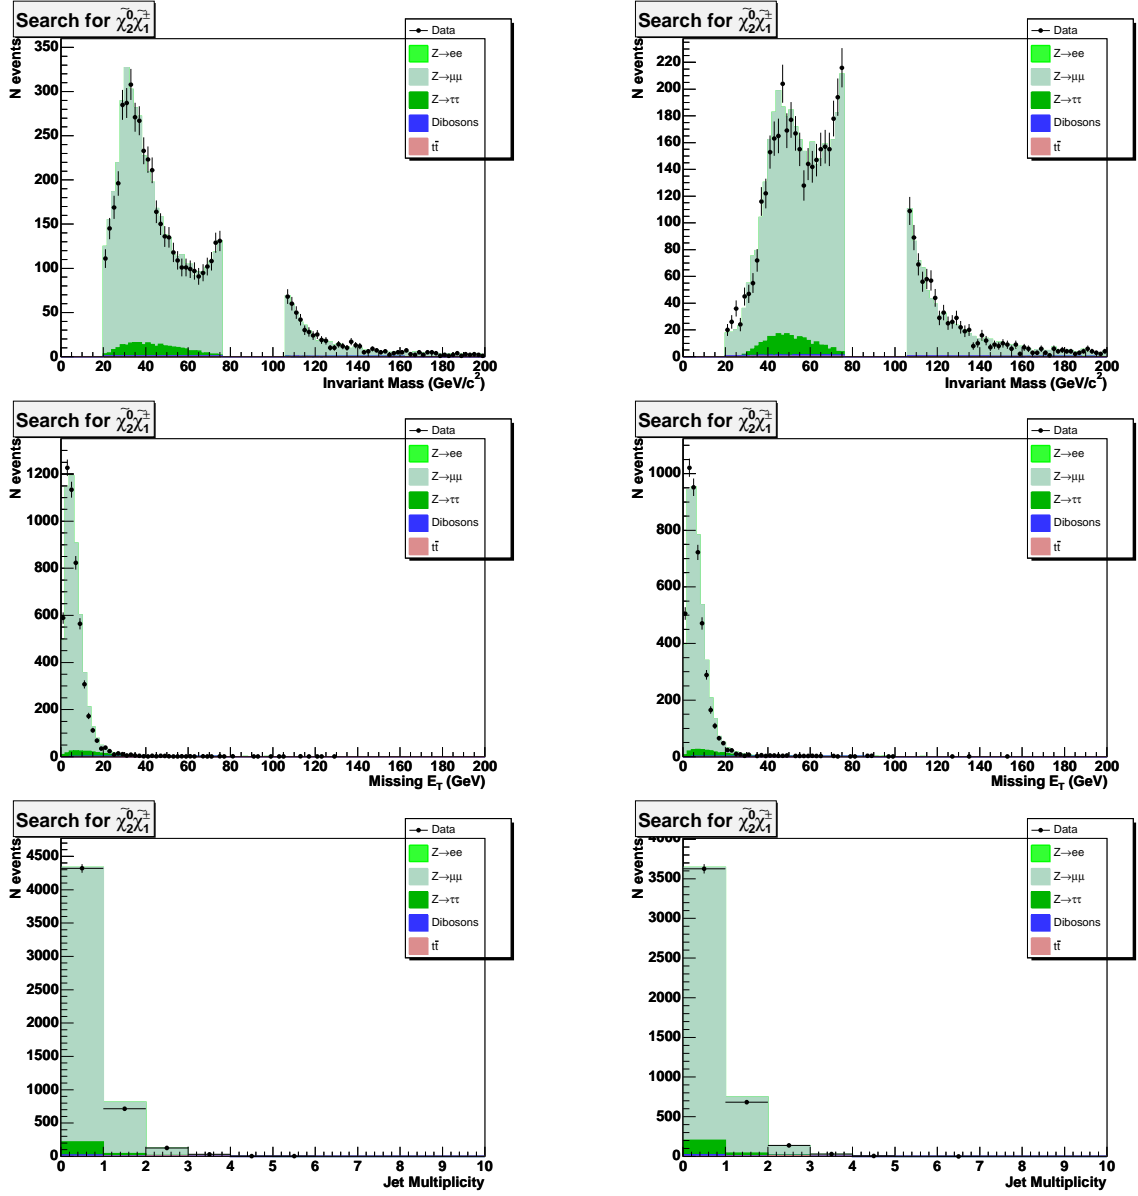 Search for χ̃⁰₂χ̃±₁
N events
350
300
250
200
150
100
50
0
0 20 40 60 80 100 120 140 160 180 200
Invariant Mass (GeV/c²)
Data
Z→ee
Z→μμ
Z→ττ
Dibosons
tt̄
Search for χ̃⁰₂χ̃±₁
N events
220
200
180
160
140
120
100
80
60
40
20
0
0 20 40 60 80 100 120 140 160 180 200
Invariant Mass (GeV/c²)
Data
Z→ee
Z→μμ
Z→ττ
Dibosons
tt̄
Search for χ̃⁰₂χ̃±₁
N events
1200
1000
800
600
400
200
0
0 20 40 60 80 100 120 140 160 180 200
Missing E_T (GeV)
Data
Z→ee
Z→μμ
Z→ττ
Dibosons
tt̄
Search for χ̃⁰₂χ̃±₁
N events
1000
800
600
400
200
0
0 20 40 60 80 100 120 140 160 180 200
Missing E_T (GeV)
Data
Z→ee
Z→μμ
Z→ττ
Dibosons
tt̄
Search for χ̃⁰₂χ̃±₁
N events
4500
4000
3500
3000
2500
2000
1500
1000
500
0
0 1 2 3 4 5 6 7 8 9 10
Jet Multiplicity
Data
Z→ee
Z→μμ
Z→ττ
Dibosons
tt̄
Search for χ̃⁰₂χ̃±₁
N events
4000
3500
3000
2500
2000
1500
1000
500
0
0 1 2 3 4 5 6 7 8 9 10
Jet Multiplicity
Data
Z→ee
Z→μμ
Z→ττ
Dibosons
tt̄